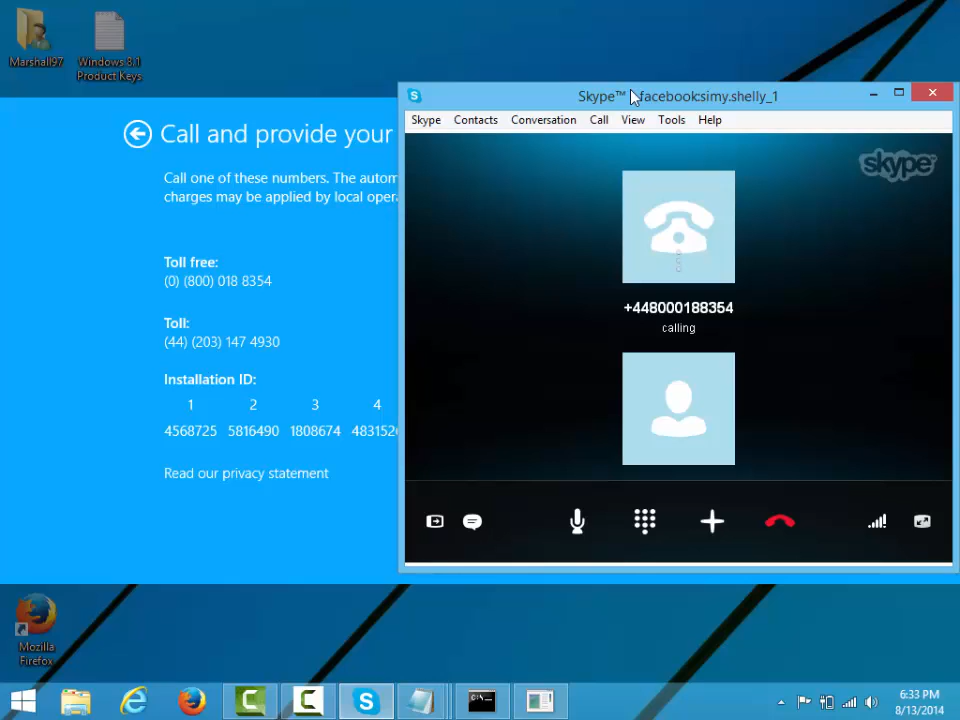 Marshall97
Windows 8.1
Product Keys
Skype™ facebook:simy.shelly_1
Skype Contacts Conversation Call View Tools Help
skype
Call and provide your
Call one of these numbers. The autom
charges may be applied by local opera
Toll free:
(0) (800) 018 8354
Toll:
(44) (203) 147 4930
Installation ID:
1 2 3 4
4568725 5816490 1808674 483152
Read our privacy statement
+448000188354
calling
Mozilla
Firefox
C:\
6:33 PM
8/13/2014